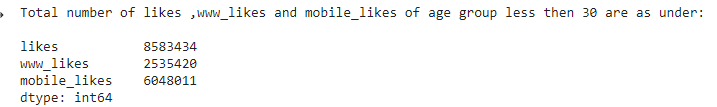 Total number of likes ,www_likes and mobile_likes of age group less then 30 are as under:
likes 8583434
www_likes 2535420
mobile_likes 6048011
dtype: int64